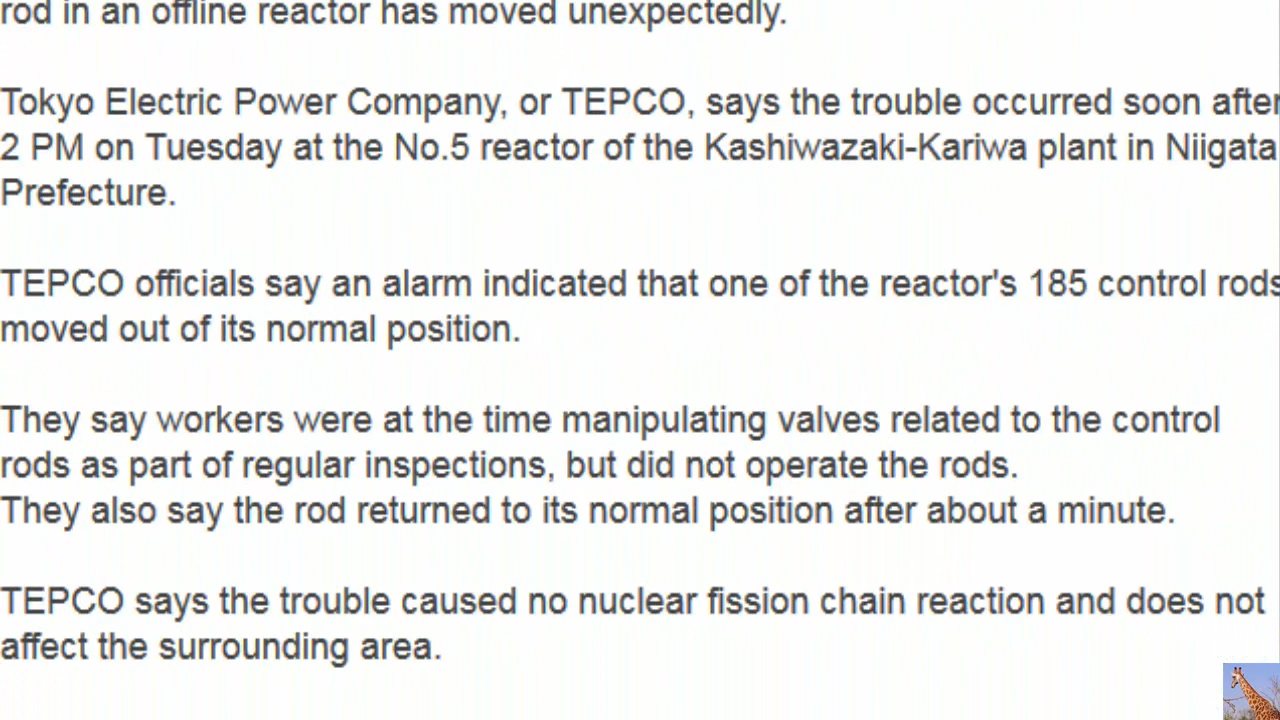 rod in an offline reactor has moved unexpectedly.
Tokyo Electric Power Company, or TEPCO, says the trouble occurred soon after
2 PM on Tuesday at the No.5 reactor of the Kashiwazaki-Kariwa plant in Niigata
Prefecture.
TEPCO officials say an alarm indicated that one of the reactor's 185 control rods
moved out of its normal position.
They say workers were at the time manipulating valves related to the control
rods as part of regular inspections, but did not operate the rods.
They also say the rod returned to its normal position after about a minute.
TEPCO says the trouble caused no nuclear fission chain reaction and does not
affect the surrounding area.